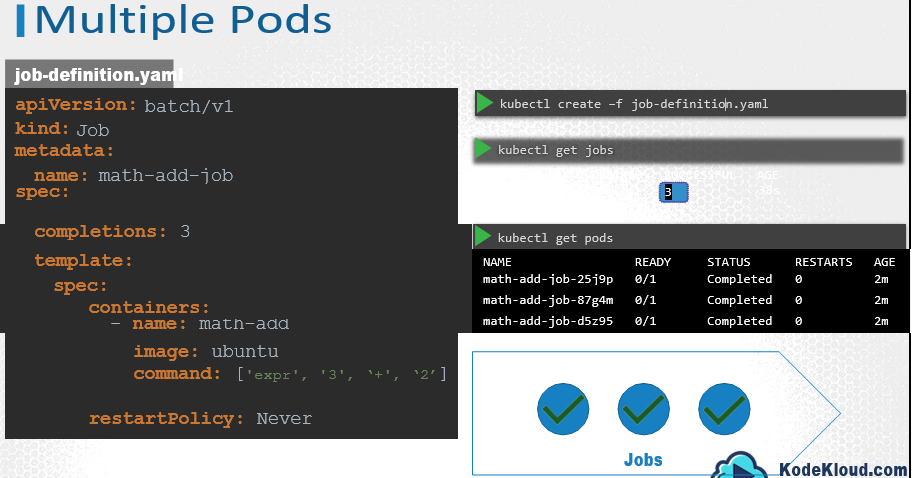 Multiple Pods
job-definition.yaml
apiVersion: batch/v1
kind: Job
metadata:
name: math-add-job
spec:
completions: 3
template:
spec:
containers:
- name: math-add
image: ubuntu
command: ['expr', '3', ‘+', ‘2’]
restartPolicy: Never
kubectl create –f job-definition.yaml
kubectl get jobs
AGE
38s
3
kubectl get pods
NAME READY STATUS RESTARTS AGE
math-add-job-25j9p 0/1 Completed 0 2m
math-add-job-87g4m 0/1 Completed 0 2m
math-add-job-d5z95 0/1 Completed 0 2m
Jobs
KodeKloud.com